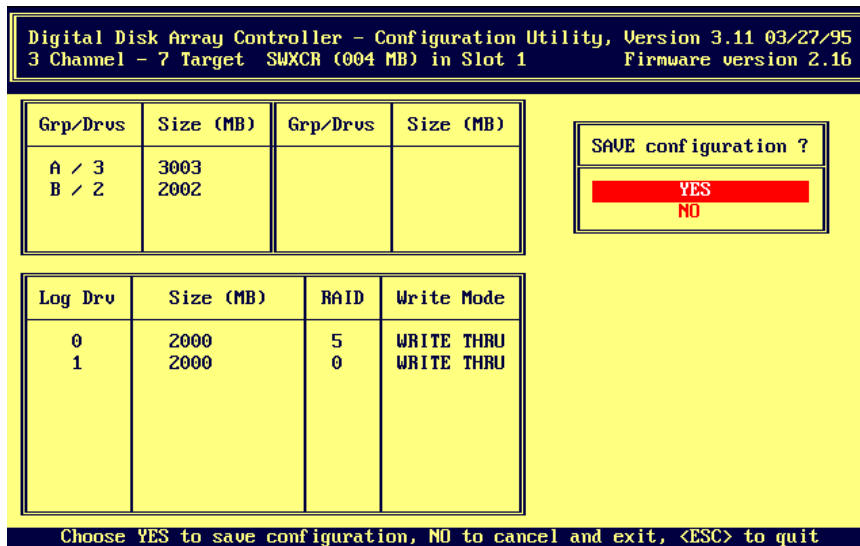 Digital Disk Array Controller – Configuration Utility, Version 3.11 03/27/95
3 Channel – 7 Target SWXCR (004 MB) in Slot 1 Firmware version 2.16
Grp/Drvs Size (MB) Grp/Drvs Size (MB)
A / 3 3003
B / 2 2002
SAVE configuration ?
YES
NO
Log Drv Size (MB) RAID Write Mode
0 2000 5 WRITE THRU
1 2000 0 WRITE THRU
Choose YES to save configuration, NO to cancel and exit, <ESC> to quit